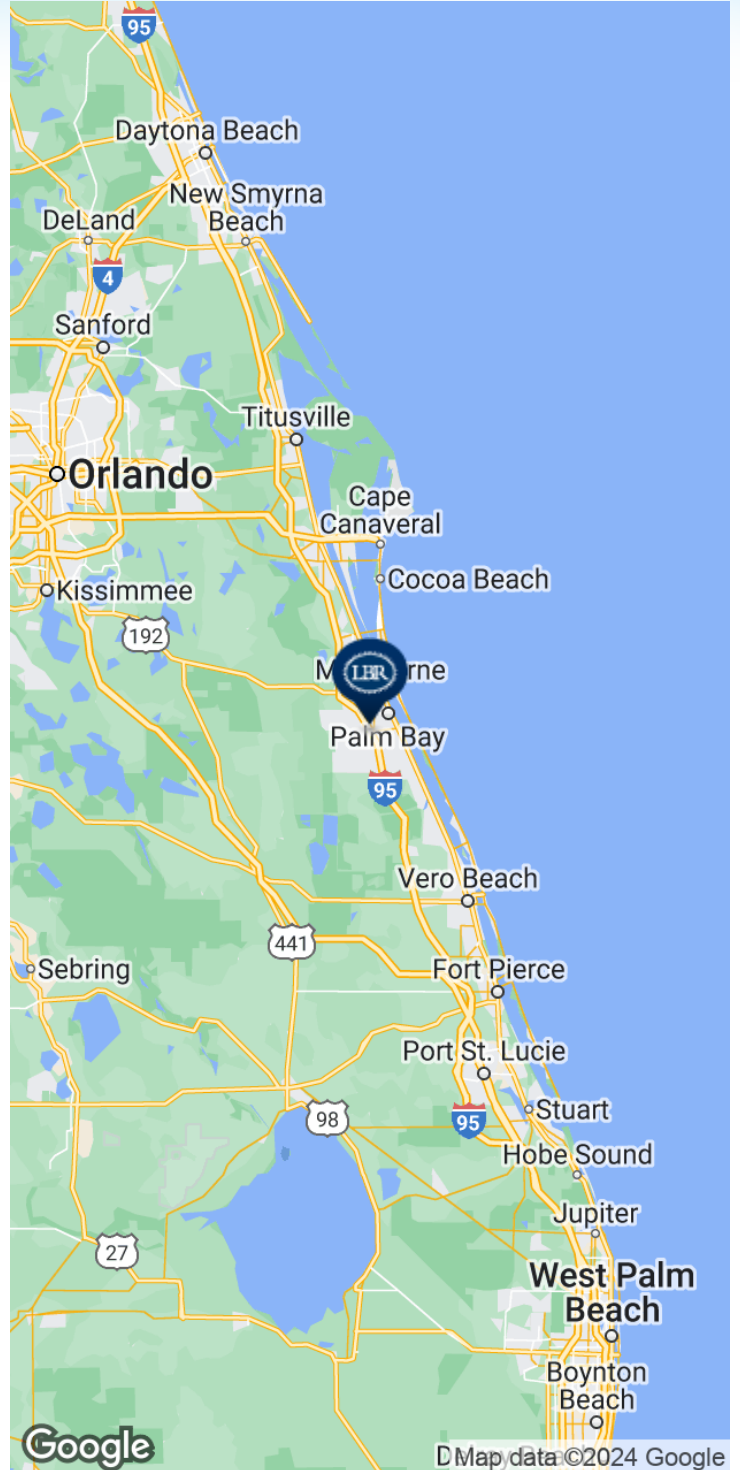 95
Daytona Beach
New Smyrna
Beach
DeLand
4
Sanford
Titusville
Orlando
Cape
Canaveral
Cocoa Beach
Kissimmee
192
LBR
Palm Bay
95
Vero Beach
441
Sebring
Fort Pierce
Port St. Lucie
98
95
Stuart
Hobe Sound
Jupiter
27
West Palm
Beach
Boynton
Beach
Google
Map data ©2024 Google